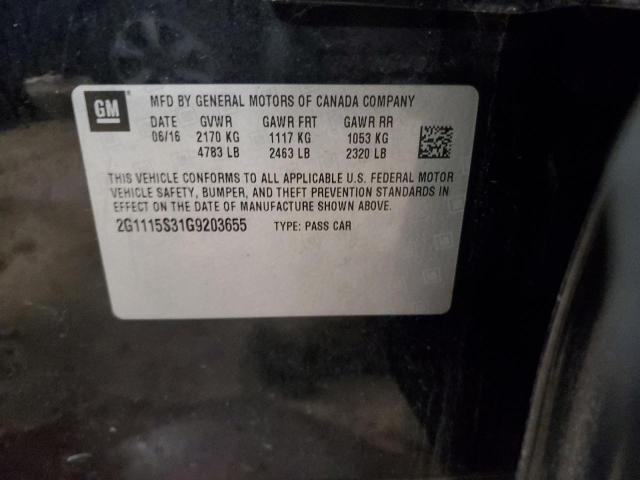 GM MFD BY GENERAL MOTORS OF CANADA COMPANY
DATE GVWR GAWR FRT GAWR RR
06/16 2170 KG 1117 KG 1053 KG
4783 LB 2463 LB 2320 LB
THIS VEHICLE CONFORMS TO ALL APPLICABLE U.S. FEDERAL MOTOR
VEHICLE SAFETY, BUMPER, AND THEFT PREVENTION STANDARDS IN
EFFECT ON THE DATE OF MANUFACTURE SHOWN ABOVE.
2G1115S31G9203655 TYPE: PASS CAR